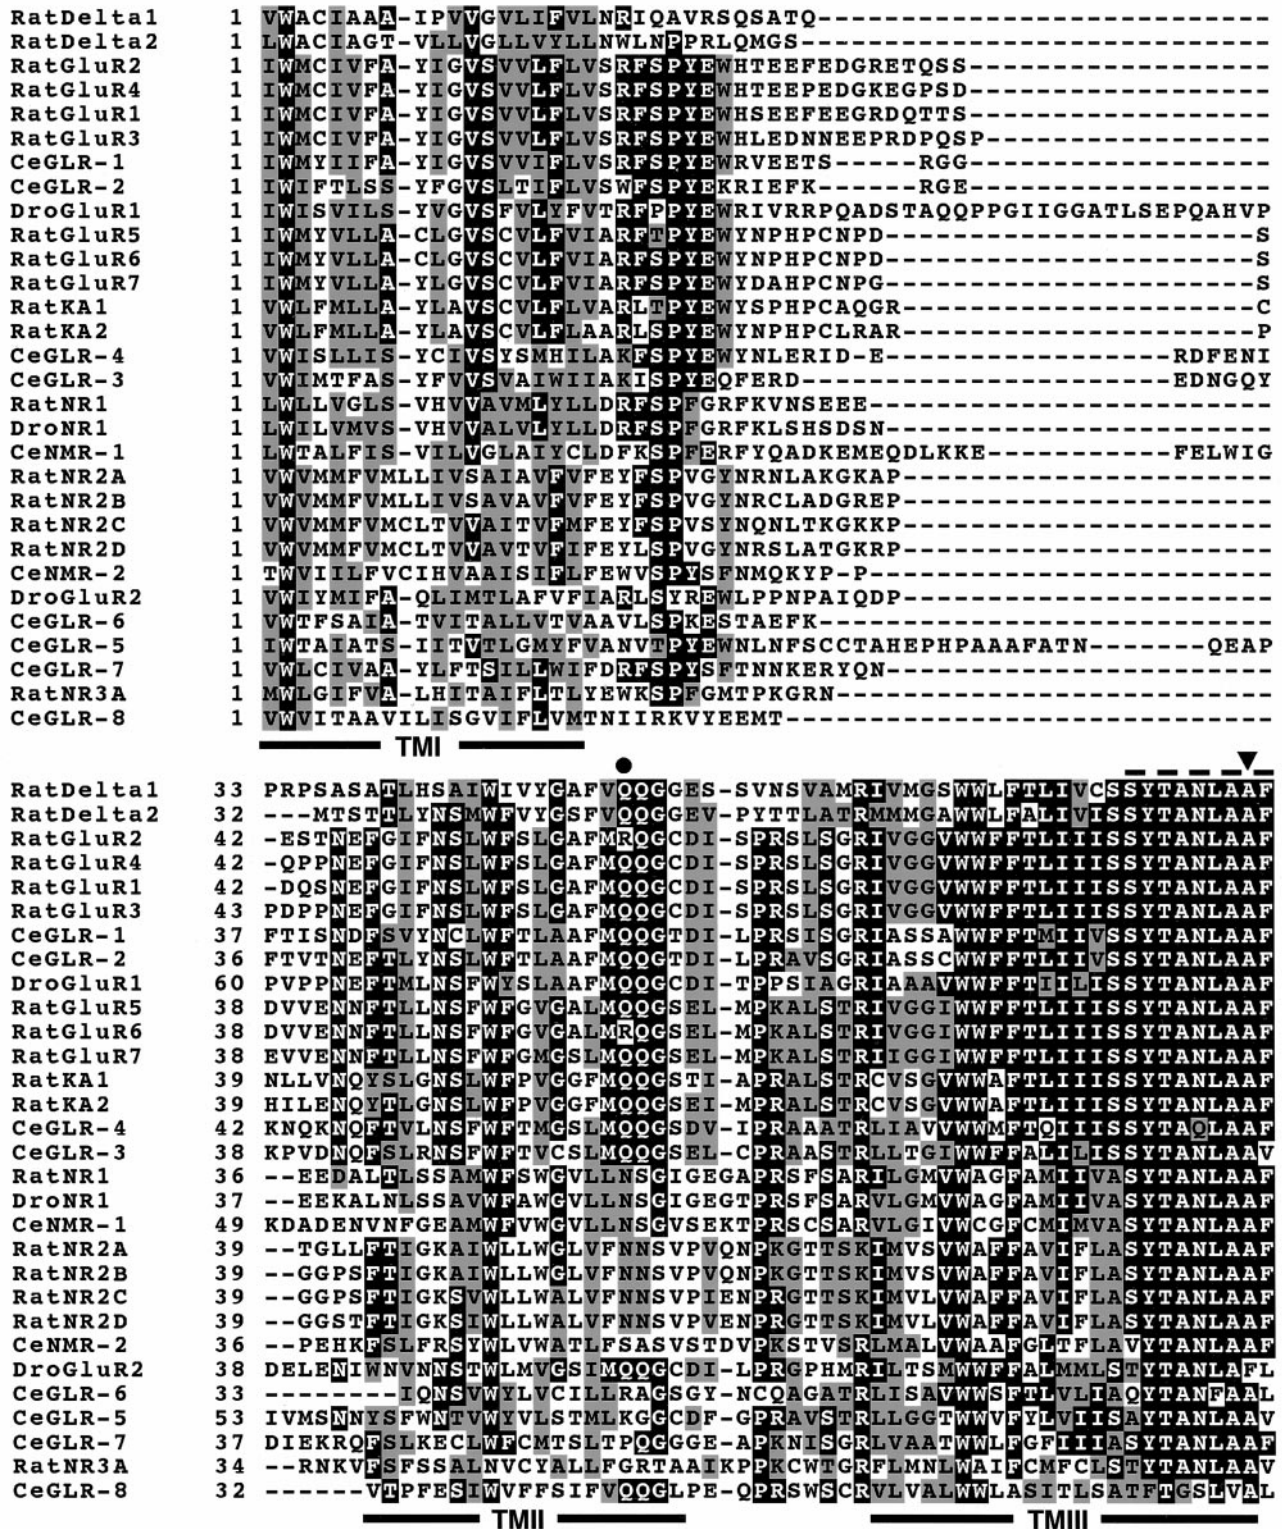 RatDelta1 1 VWACIAAA-IPVVGVLIFVLNRIQAVRSQSATQ---------------------------
RatDelta2 1 LWACIAGT-VLLVGLLVYLLNWLNPPRLQMGS----------------------------
RatGluR2 1 IWMCIVFA-YIGVSVVLFLVSRFSPYEWHTEEFEDGRETQSS------------------
RatGluR4 1 IWMCIVFA-YIGVSVVLFLVSRFSPYEWHTEEPEDGKEGPSD------------------
RatGluR1 1 IWMCIVFA-YIGVSVVLFLVSRFSPYEWHSEEFEEGRDQTTS------------------
RatGluR3 1 IWMCIVFA-YIGVSVVLFLVSRFSPYEWHLEDNNEEPRDPQSP-----------------
CeGLR-1 1 IWMYIIFA-YIGVSVVIFLVSRFSPYEWRVEETS-----RGG------------------
CeGLR-2 1 IWIFTLSS-YFGVSLTIFLVSWFSPYEKRIEFK------RGE------------------
DroGluR1 1 IWISVILS-YVGVSFVLYFVTRFPPYEWRIVRRPQADSTAQQPPGIIGGATLSEPQAHVP
RatGluR5 1 IWMYVLLA-CLGVSCVLFVIARFTPYEWYNPHPCNPD----------------------S
RatGluR6 1 IWMYVLLA-YLGVSCVLFVIARFSPYEWYNPHPCNPD----------------------S
RatGluR7 1 IWMYVLLA-YLGVSCVLFVIARFSPYEWYDAHPCNPG----------------------S
RatKA1 1 VWLFMLLA-YLAVSCVLFLVARLTPYEWYSPHPCAQGR---------------------C
RatKA2 1 VWLFMLLA-YLAVSCVLFLAARLSPYEWYNPHPCLRAR---------------------P
CeGLR-4 1 VWISLLIS-YCIVSYSMHILAKFSPYEWYNLERID-E-----------------RDFENI
CeGLR-3 1 VWIMTFAS-YFVVSVAIWIIAKISPYEQFERD----------------------EDNGQY
RatNR1 1 LWLLVGLS-VHVVAVMLYLLDRFSPFGRFKVNSEEE------------------------
DroNR1 1 LWILVMVS-VHVVALVLYLLDRFSPFGRFKLSHSDSN-----------------------
CeNMR-1 1 LWTALFIS-VILVGLAIYCLDFKSPFERFYQADKEMEQDLKKE-----------FELWIG
RatNR2A 1 VWVMMFVMLLIVSAIAVFVFEYFSPVGYNRNLAKGKAP----------------------
RatNR2B 1 VWVMMFVMLLIVSAVAVFVFEYFSPVGYNRCLADGREP----------------------
RatNR2C 1 VWVMMFVMCLTVVAITVFMFEYFSPVSYNQNLTKGKKP----------------------
RatNR2D 1 VWVMMFVMCLTVVAVTVFIFEYLSPVGYNRSLATGKRP----------------------
CeNMR-2 1 TWVIILFVCIHVAAISIFLFEWVSPYSFNMQKYP-P------------------------
DroGluR2 1 VWIYMIFA-QLIMTLAFVFIARLSYREWLPPNPAIQDP----------------------
CeGLR-6 1 VWTFSAIA-TVITALLVTVAAVLSPKESTAEFK---------------------------
CeGLR-5 1 IWTAIATS-IITVTLGMYFVANVTPYEWNLNFSCCTAHEPHPAAAFATN-------QEAP
CeGLR-7 1 VWLCIVAA-YLFTSILLWIFDRFSPYSFTNNKERYQN-----------------------
RatNR3A 1 MWLGIFVA-LHITAIFLTLYEWKSPFGMTPKGRN--------------------------
CeGLR-8 1 VWVITAAVILISGVIFLVMTNIIRKVYEEMT-----------------------------
TMI
RatDelta1 33 PRPSASATLHSAIWIVYGAFVQQGGES-SVNSVAMRIVMGSWWLFTLIVCSSYTANLAAF
RatDelta2 32 ---MTSTTLYNSMWFVYGSFVQQGGEV-PYTTLATRMMMGAWWLFALIVISSYTANLAAF
RatGluR2 42 -ESTNEFGIFNSLWFSLGAFMRQGCDI-SPRSLSGRIVGGVWWFFTLIIISSYTANLAAF
RatGluR4 42 -QPPNEFGIFNSLWFSLGAFMQQGCDI-SPRSLSGRIVGGVWWFFTLIIISSYTANLAAF
RatGluR1 42 -DQSNEFGIFNSLWFSLGAFMQQGCDI-SPRSLSGRIVGGVWWFFTLIIISSYTANLAAF
RatGluR3 43 PDPPNEFGIFNSLWFSLGAFMQQGCDI-SPRSLSGRIVGGVWWFFTLIIISSYTANLAAF
CeGLR-1 37 FTISNDFSVYNCLWFTLAAFMQQGTDI-LPRSISGRIASSAWWFFTMIIVSSYTANLAAF
CeGLR-2 36 FTVTNEFTLYNSLWFTLAAFMQQGTDI-LPRAVSGRIASSCWWFFTLIIVSSYTANLAAF
DroGluR1 60 PVPPNEFTMLNSFWYSLAAFMQQGCDI-TPPSIAGRIAAAVWWFFTIILISSYTANLAAF
RatGluR5 38 DVVENNFTLLNSFWFGVGALMQQGSEL-MPKALSTRIVGGIWWFFTLIIISSYTANLAAF
RatGluR6 38 DVVENNFTLLNSFWFGVGALMRQGSEL-MPKALSTRIVGGIWWFFTLIIISSYTANLAAF
RatGluR7 38 EVVENNFTLLNSFWFGMGSLMQQGSEL-MPKALSTRIIGGIWWFFTLIIISSYTANLAAF
RatKA1 39 NLLVNQYSLGNSLWFPVGGFMQQGSTI-APRALSTRCVSGVWWAFTLIIISSYTANLAAF
RatKA2 39 HILENQYTLGNSLWFPVGGFMQQGSEI-MPRALSTRCVSGVWWAFTLIIISSYTANLAAF
CeGLR-4 42 KNQKNQFTVLNSFWFTMGSLMQQGSDV-IPRAAATRLIAVVWWMFTQIIISSYTAQLAAF
CeGLR-3 38 KPVDNQFSLRNSFWFTVCSLMQQGSEL-CPRAASTRLLTGIWWFFALILISSYTANLAAV
RatNR1 36 --EEDALTLSSAMWFSWGVLLNSGIGEGAPRSFSARILGMVWAGFAMIIVASYTANLAAF
DroNR1 37 --EEKALNLSSAVWFAWGVLLNSGIGEGTPRSFSARVLGMVWAGFAMIIVASYTANLAAF
CeNMR-1 49 KDADENVNFGEAMWFVWGVLLNSGVSEKTPRSCSARVLGIVWCGFCMIMVASYTANLAAF
RatNR2A 39 --TGLLFTIGKAIWLLWGLVFNNSVPVQNPKGTTSKIMVSVWAFFAVIFLASYTANLAAF
RatNR2B 39 --GGPSFTIGKAIWLLWGLVFNNSVPVQNPKGTTSKIMVSVWAFFAVIFLASYTANLAAF
RatNR2C 39 --GGPSFTIGKSVWLLWALVFNNSVPIENPRGTTSKIMVLVWAFFAVIFLASYTANLAAF
RatNR2D 39 --GGSTFTIGKSIWLLWALVFNNSVPVENPRGTTSKIMVLVWAFFAVIFLASYTANLAAF
CeNMR-2 36 --PEHKFSLFRSYWLVWATLFSASVSTDVPKSTVSRLMALVWAAFGLTFLAVYTANLAAF
DroGluR2 38 DELENIWNVNNSTWLMVGSIMQQGCDI-LPRGPHMRILTSMWWFFALMMLSTYTANLAFL
CeGLR-6 33 --------IQNSVWYLVCILLRAGSGY-NCQAGATRLISAVWWSFTLVLIAQYTANFAAL
CeGLR-5 53 IVMSNNYSFWNTVWYVLSTMLKGGCDF-GPRAVSTRLLGGTWWVFYLVIISAYTANLAAV
CeGLR-7 37 DIEKRQFSLKECLWFCMTSLTPQGGGE-APKNISGRLVAATWWLFGFIIIASYTANLAAF
RatNR3A 34 --RNKVFSFSSALNVCYALLFGRTAAIKPPKCWTGRFLMNLWAIFCMFCLSTYTANLAAV
CeGLR-8 32 ------VTPFESIWVFFSIFVQQGLPE-QPRSWSCRVLVALWWLASITLSATFTGSLVAL
TMII TMIII